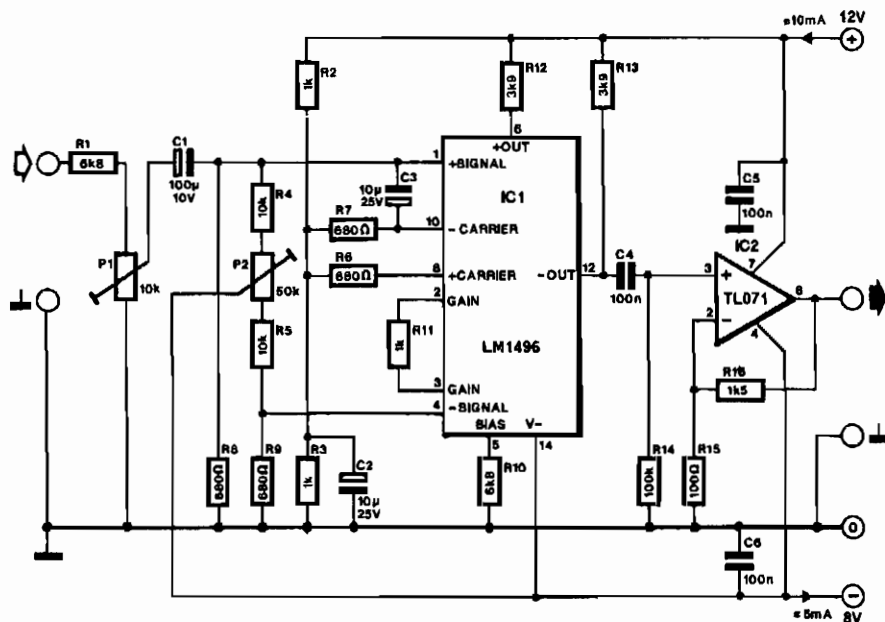 ≤10mA
12V
+
R2
1k
R12
3k9
R13
3k9
R1
6k8
C1
100µ
10V
6
+OUT
1
+SIGNAL
IC1
C3
10µ
25V
R4
10k
R7
680Ω
10
- CARRIER
C5
100n
P1
10k
P2
50k
R6
680Ω
8
+CARRIER
-OUT
12
C4
100n
IC2
7
3
+
TL071
6
2
-
4
2
GAIN
R11
1k
R5
10k
LM1496
3
GAIN
- SIGNAL
4
BIAS
V-
R16
1k5
5
14
R8
680Ω
R9
680Ω
R3
1k
C2
10µ
25V
R10
6k8
R14
100k
R15
100Ω
0
C6
100n
≤5mA
-
8V